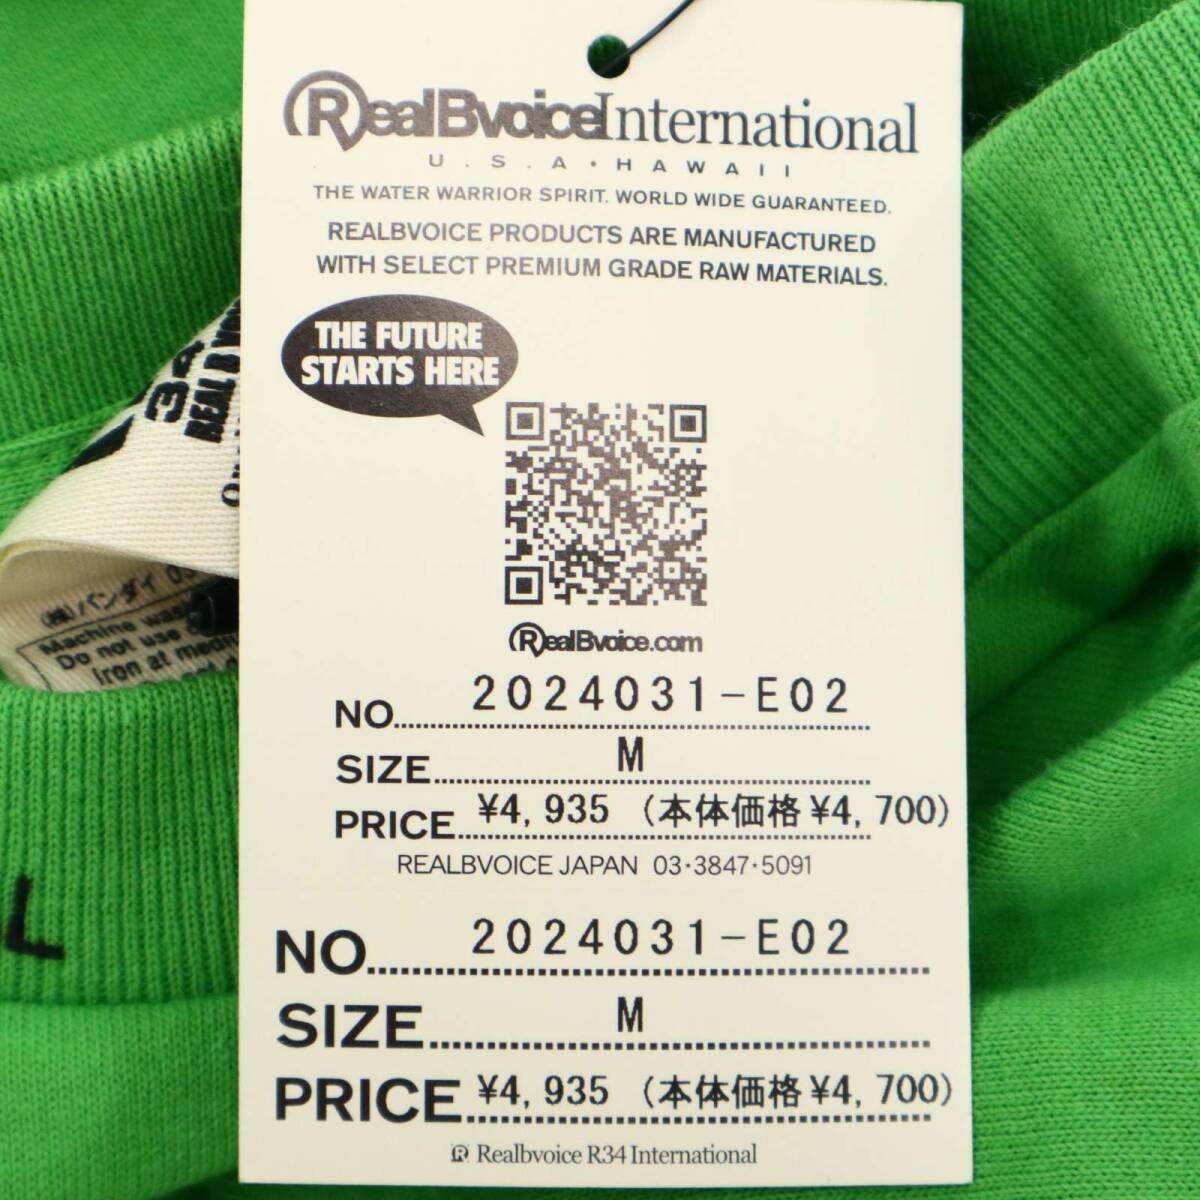 RealBvoiceInternational
U.S.A・HAWAII
THE WATER WARRIOR SPIRIT. WORLD WIDE GUARANTEED.
REALBVOICE PRODUCTS ARE MANUFACTURED
WITH SELECT PREMIUM GRADE RAW MATERIALS.
THE FUTURE
STARTS HERE
RealBvoice.com
NO. 2024031-E02
SIZE M
PRICE ¥4,935 (本体価格¥4,700)
REALBVOICE JAPAN 03・3847・5091
NO. 2024031-E02
SIZE M
PRICE ¥4,935 (本体価格¥4,700)
R Realbvoice R34 International
34
REAL B
(株)バンダイ
Machine
Do not use
Iron at
L